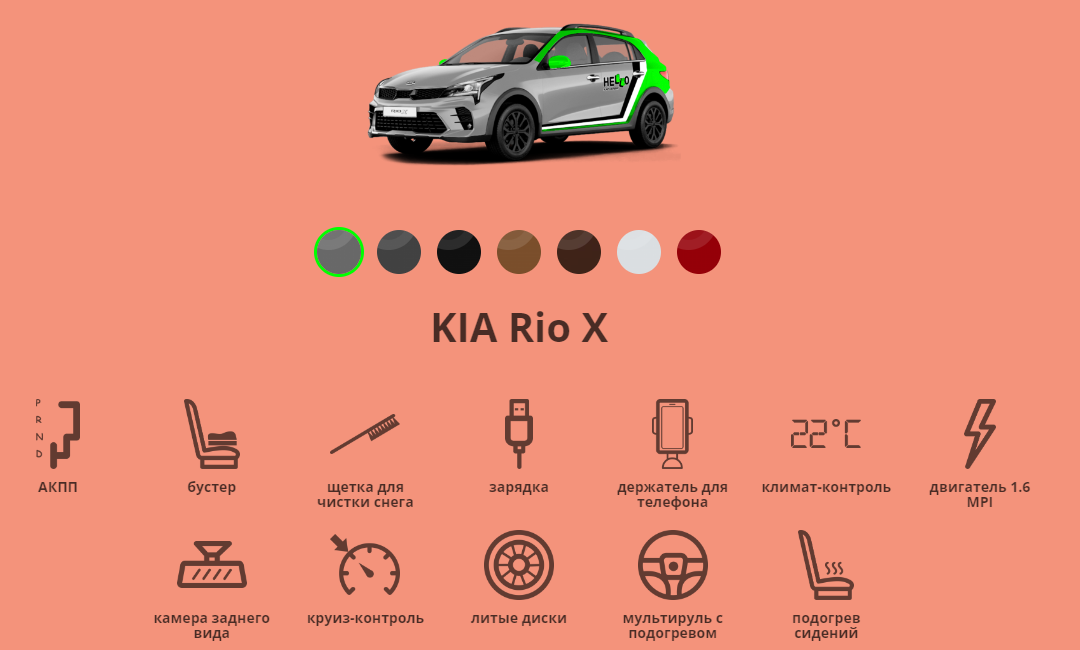 HELLO
KIA Rio X
P
R
N
D
22°C
АКПП
бустер
щетка для
чистки снега
зарядка
держатель для
телефона
климат-контроль
двигатель 1.6
MPI
камера заднего
вида
круиз-контроль
литые диски
мультируль с
подогревом
подогрев
сидений